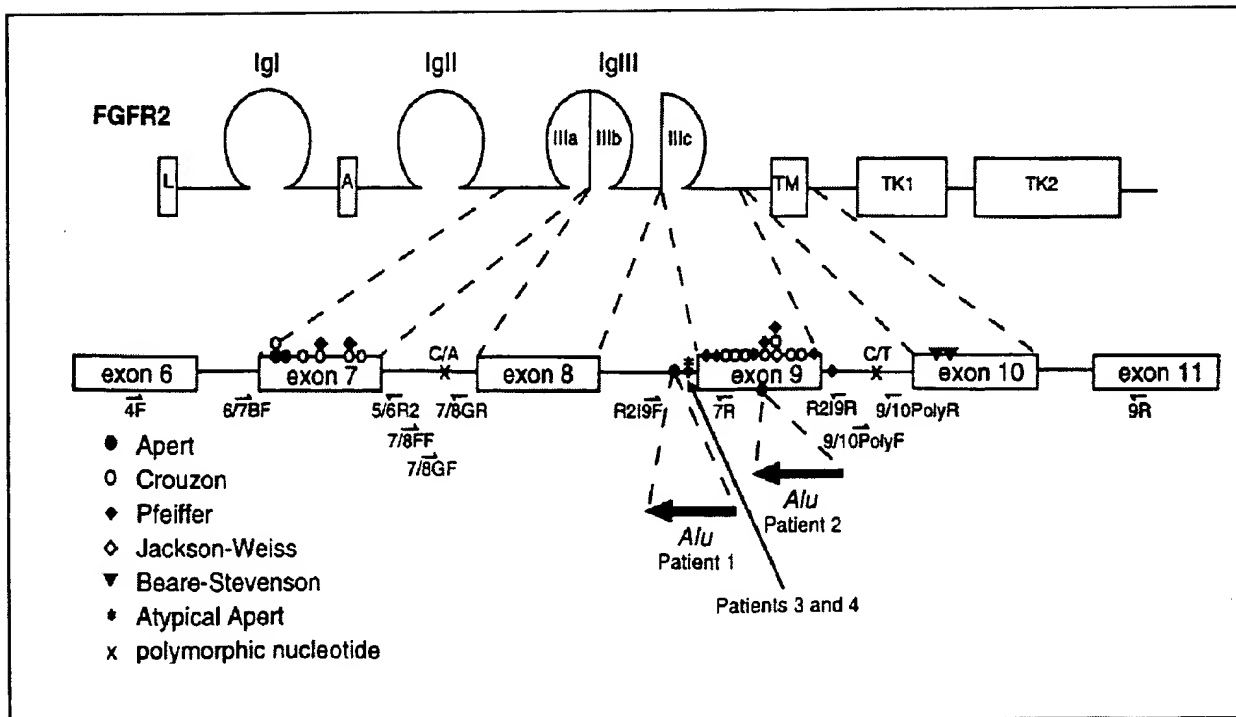 IgI IgII IgIII
FGFR2
IIIa IIIb IIIc
L A TM TK1 TK2
C/A C/T
exon 6 exon 7 exon 8 exon 9 exon 10 exon 11
4F 6/7BF 5/6R2 7/8GR R2I9F 7R R2I9R 9/10PolyR 9R
7/8FF 9/10PolyF
7/8GF
Apert
Crouzon
Pfeiffer
Jackson-Weiss
Beare-Stevenson
Atypical Apert
x polymorphic nucleotide
Alu
Patient 2
Alu
Patient 1
Patients 3 and 4